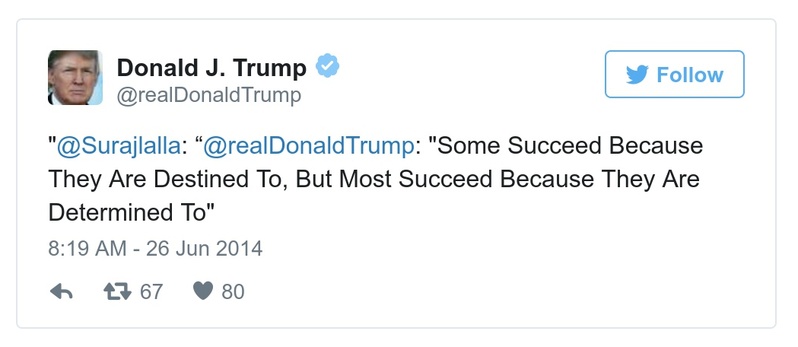 Donald J. Trump
@realDonaldTrump
Follow
"@Surajlalla: “@realDonaldTrump: "Some Succeed Because
They Are Destined To, But Most Succeed Because They Are
Determined To"
8:19 AM - 26 Jun 2014
67 80